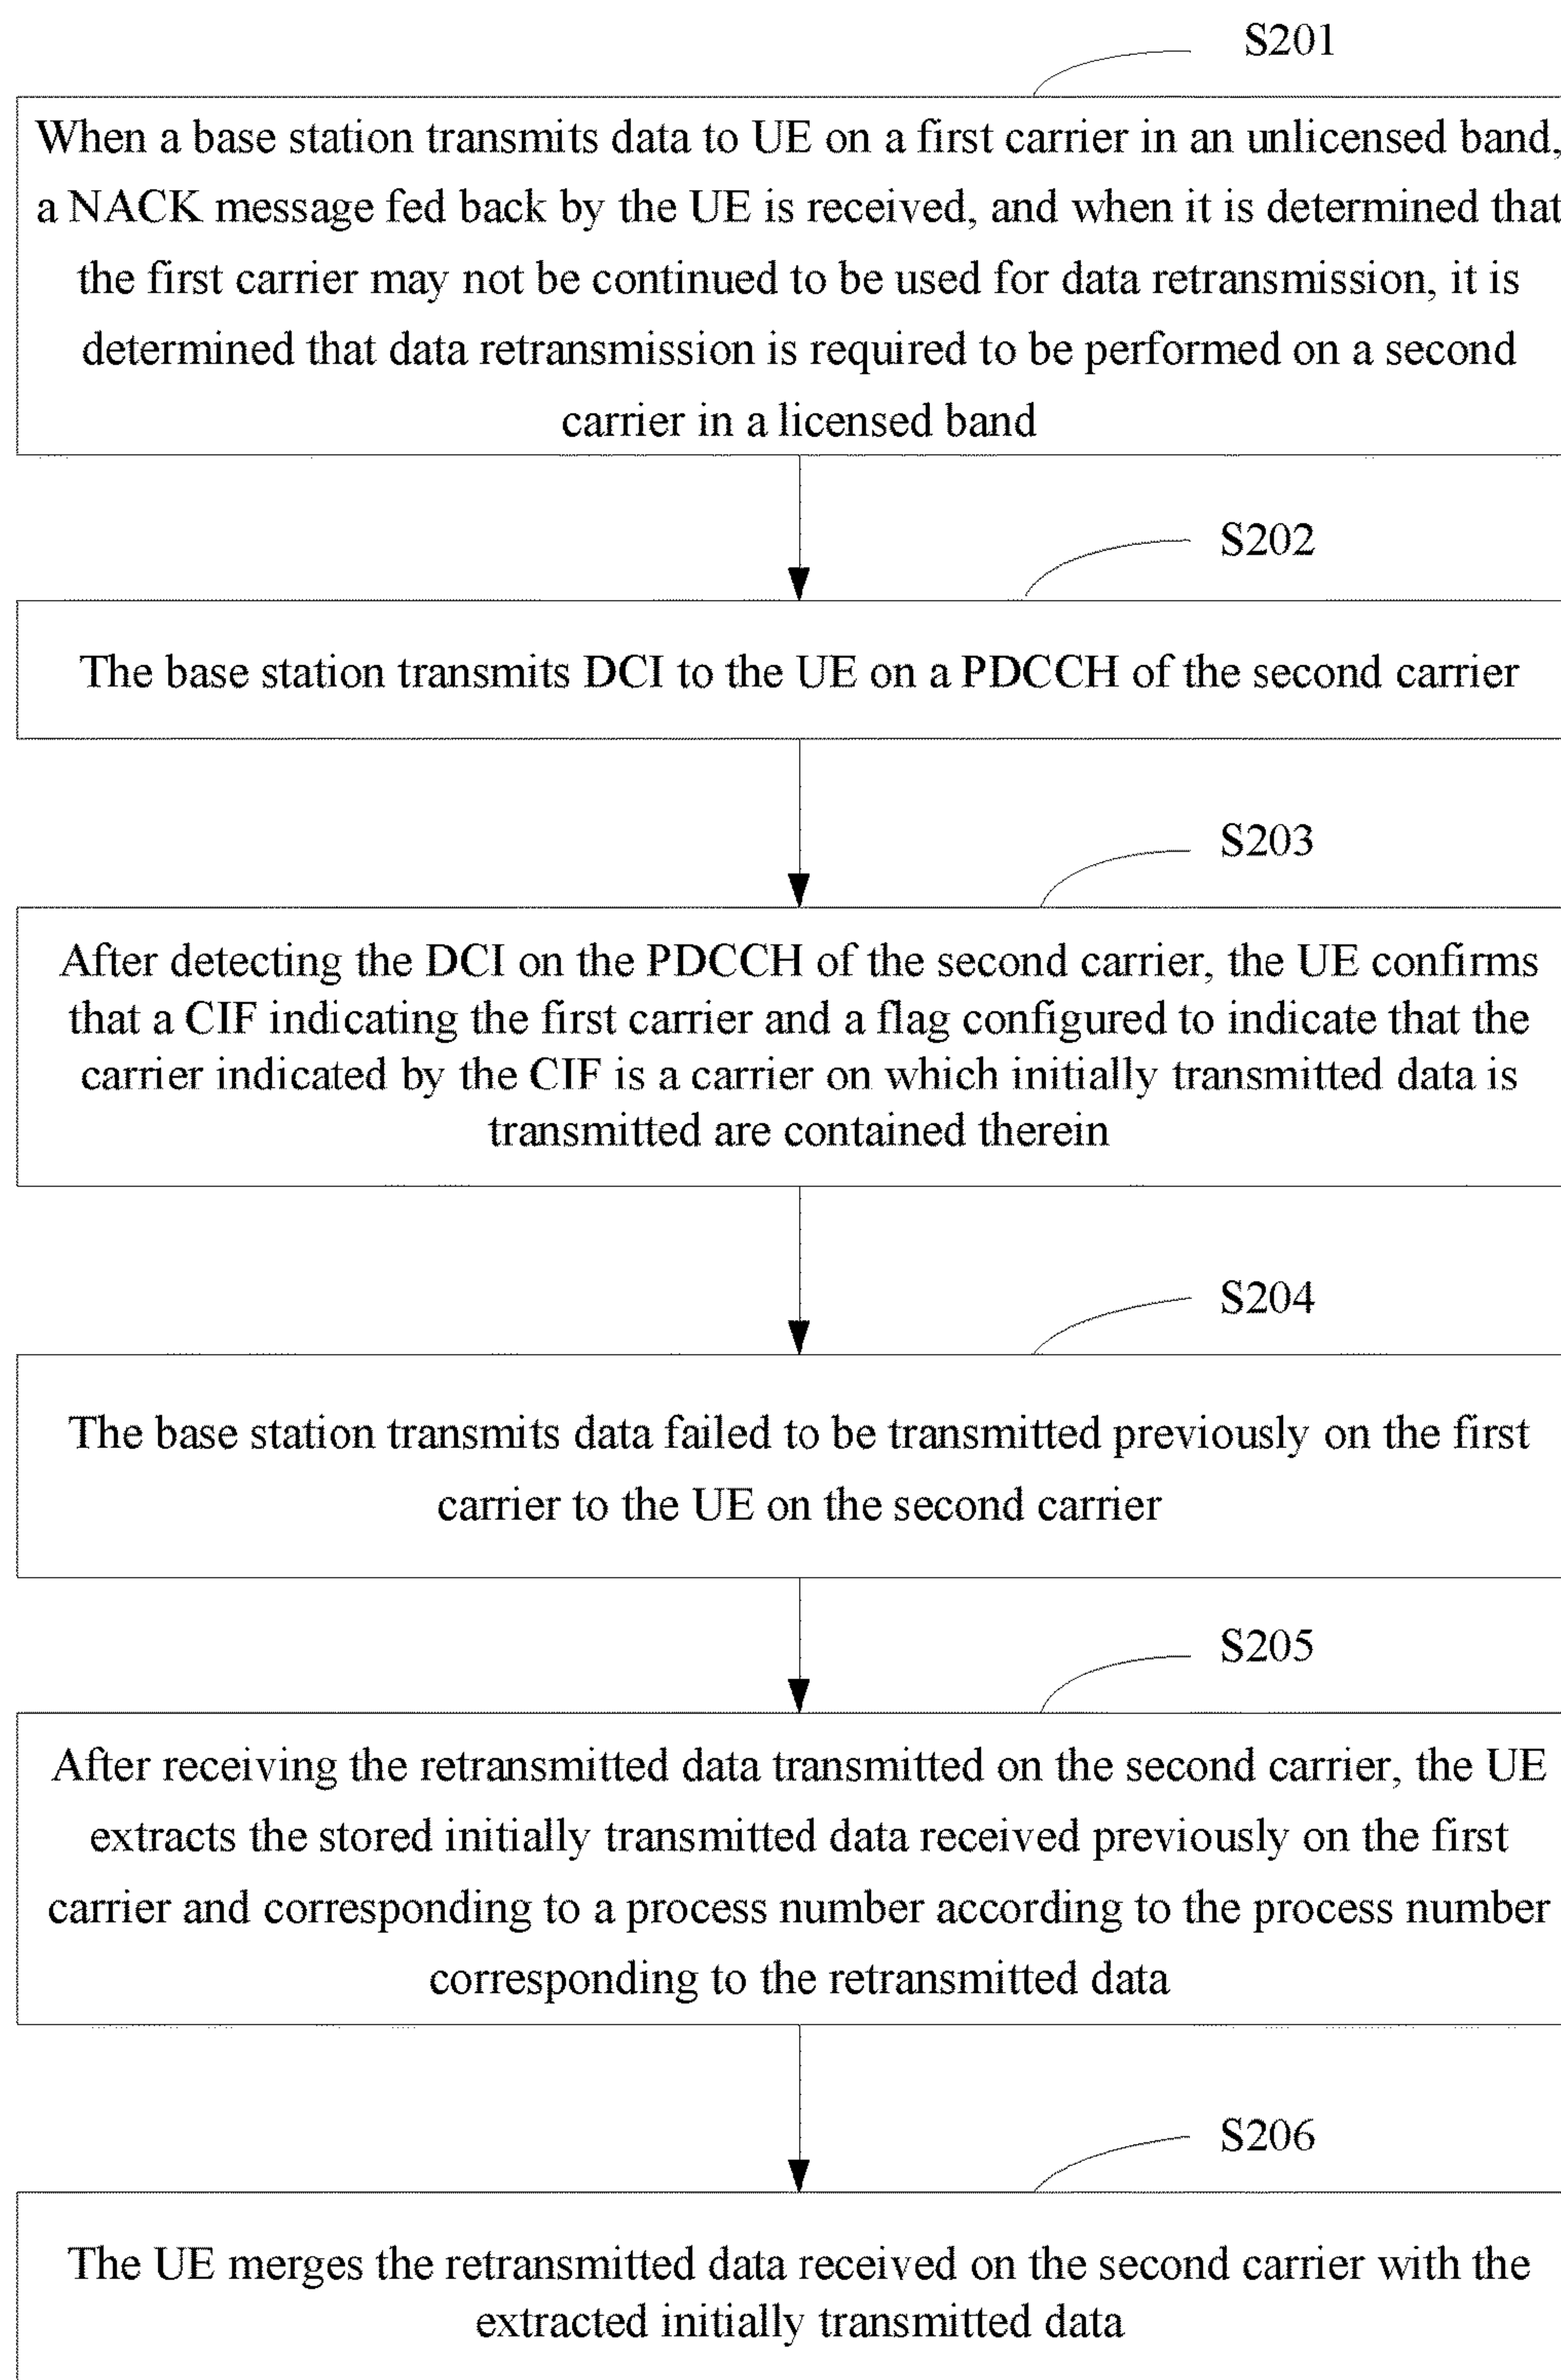 S201
When a base station transmits data to UE on a first carrier in an unlicensed band,
a NACK message fed back by the UE is received, and when it is determined that
the first carrier may not be continued to be used for data retransmission, it is
determined that data retransmission is required to be performed on a second
carrier in a licensed band
S202
The base station transmits DCI to the UE on a PDCCH of the second carrier
S203
After detecting the DCI on the PDCCH of the second carrier, the UE confirms
that a CIF indicating the first carrier and a flag configured to indicate that the
carrier indicated by the CIF is a carrier on which initially transmitted data is
transmitted are contained therein
S204
The base station transmits data failed to be transmitted previously on the first
carrier to the UE on the second carrier
S205
After receiving the retransmitted data transmitted on the second carrier, the UE
extracts the stored initially transmitted data received previously on the first
carrier and corresponding to a process number according to the process number
corresponding to the retransmitted data
S206
The UE merges the retransmitted data received on the second carrier with the
extracted initially transmitted data